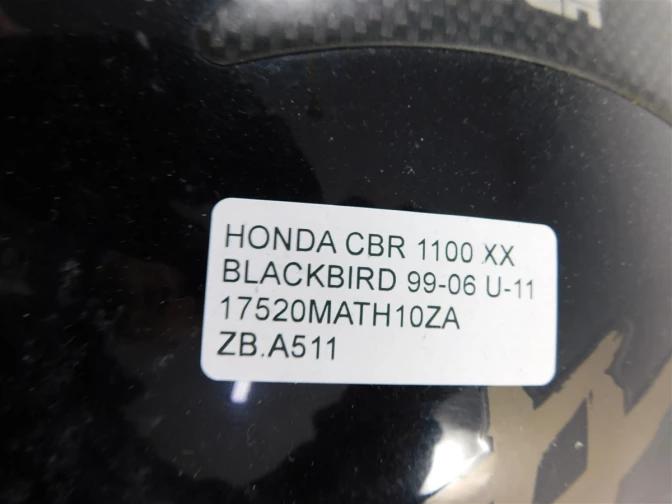 HONDA CBR 1100 XX
BLACKBIRD 99-06 U-11
17520MATH10ZA
ZB.A511